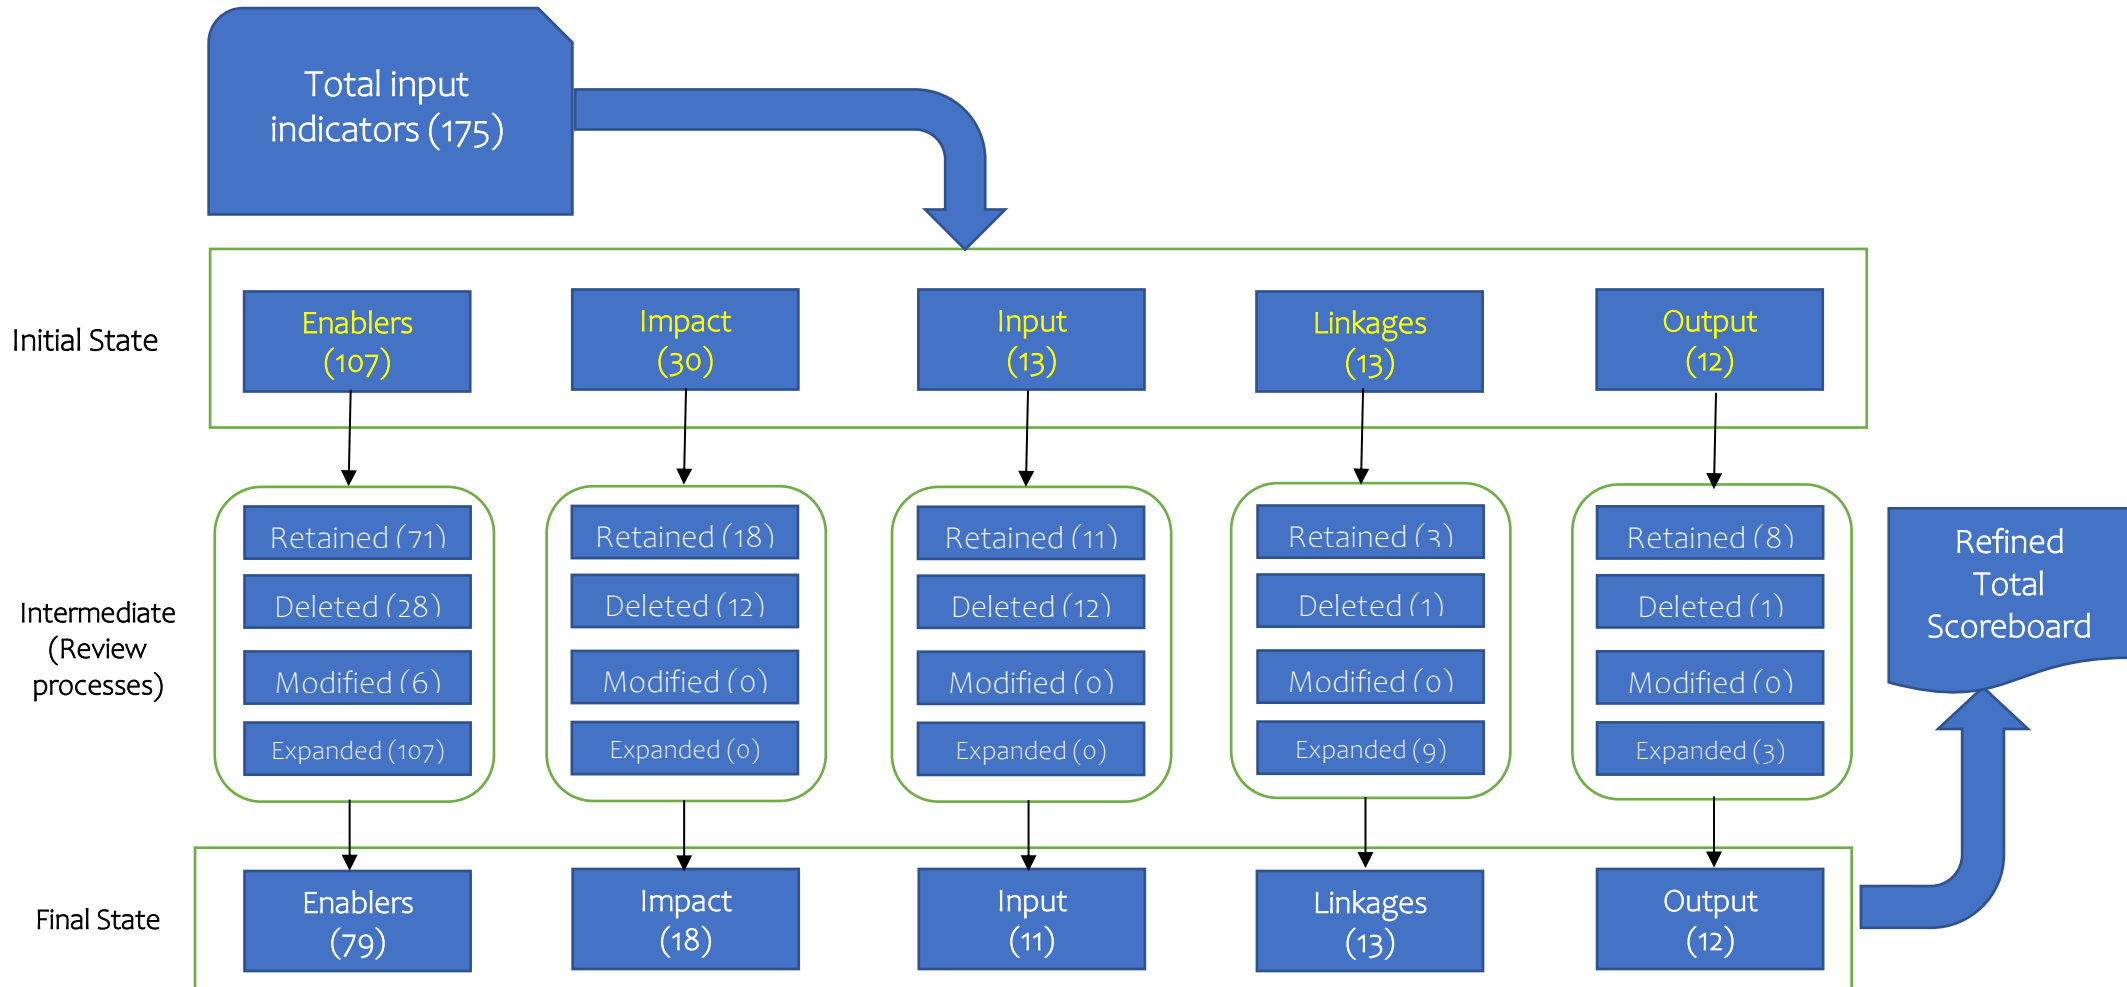 Total input
indicators (175)
Initial State
Enablers
(107)
Impact
(30)
Input
(13)
Linkages
(13)
Output
(12)
Intermediate
(Review
processes)
Retained (71)
Deleted (28)
Modified (6)
Expanded (107)
Retained (18)
Deleted (12)
Modified (0)
Expanded (0)
Retained (11)
Deleted (12)
Modified (0)
Expanded (0)
Retained (3)
Deleted (1)
Modified (0)
Expanded (9)
Retained (8)
Deleted (1)
Modified (0)
Expanded (3)
Refined
Total
Scoreboard
Final State
Enablers
(79)
Impact
(18)
Input
(11)
Linkages
(13)
Output
(12)